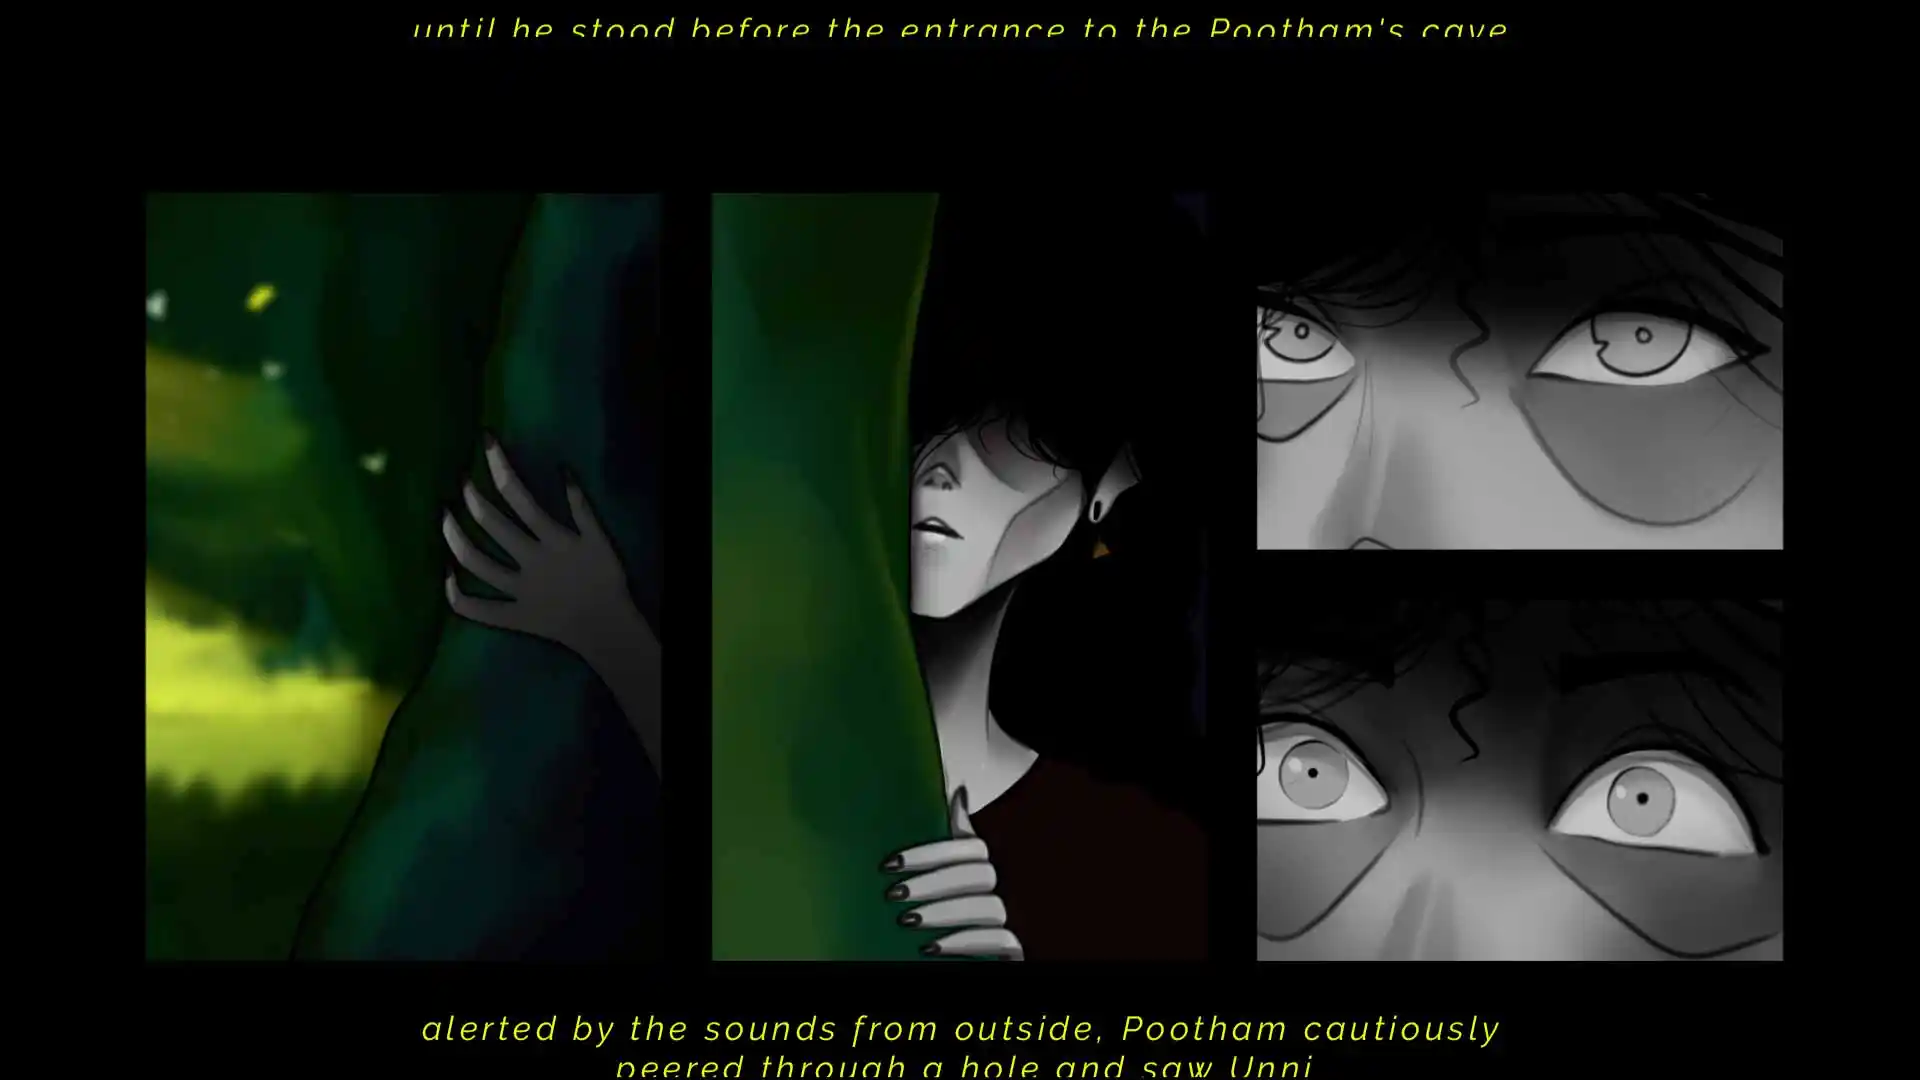 until he stood before the entrance to the Pootham's cave
alerted by the sounds from outside, Pootham cautiously
peered through a hole and saw Unni